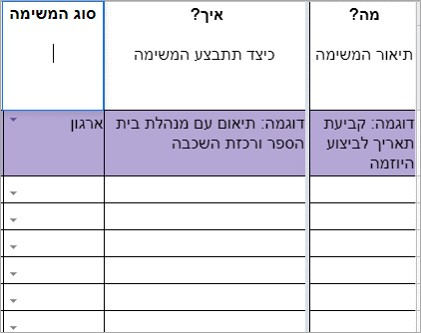 מה?
תיאור המשימה
איך?
כיצד תתבצע המשימה
סוג המשימה
דוגמה: קביעת
תאריך לביצוע
היוזמה
דוגמה: תיאום עם מנהלת בית
הספר ורכזת השכבה
ארגון